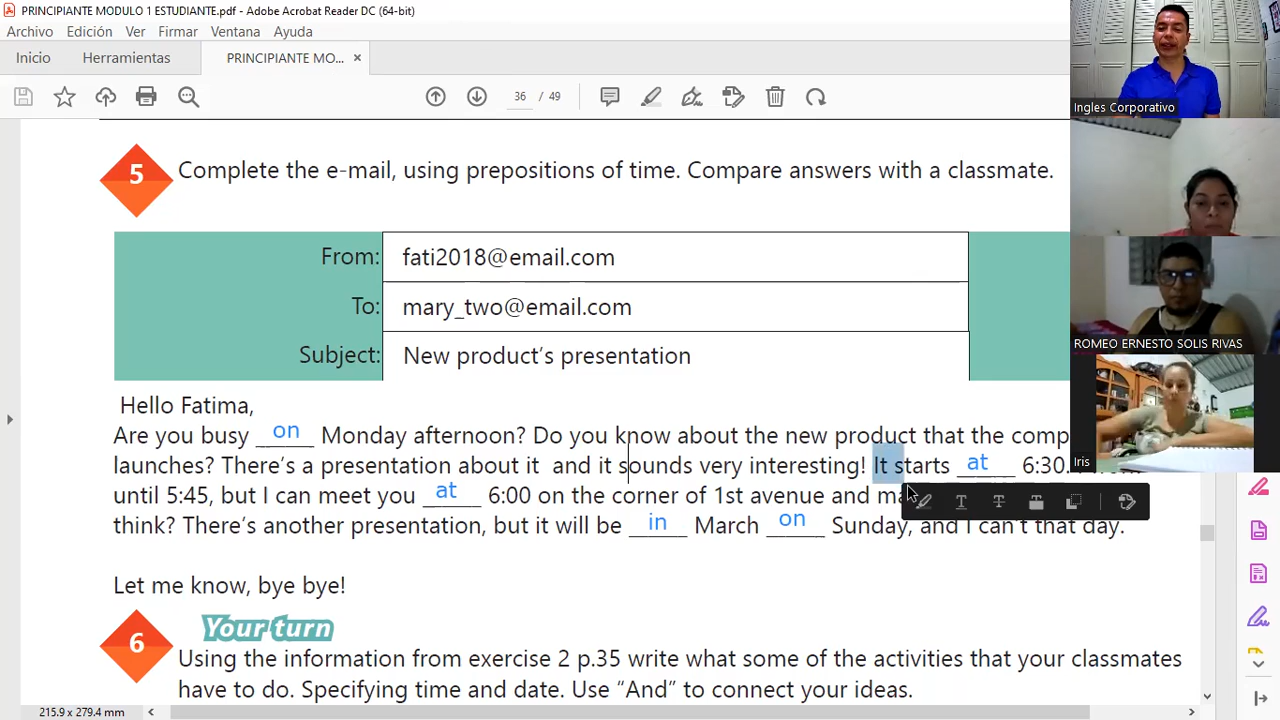 PRINCIPIANTE MODULO 1 ESTUDIANTE.pdf - Adobe Acrobat Reader DC (64-bit)
Archivo Edición Ver Firmar Ventana Ayuda
Inicio Herramientas PRINCIPIANTE MO... ×
36 / 49
5 Complete the e-mail, using prepositions of time. Compare answers with a classmate.
From: fati2018@email.com
To: mary_two@email.com
Subject: New product's presentation
Hello Fatima,
Are you busy on Monday afternoon? Do you know about the new product that the comp
launches? There's a presentation about it and it sounds very interesting! It starts at 6:30.
until 5:45, but I can meet you at 6:00 on the corner of 1st avenue and ma
think? There's another presentation, but it will be in March on Sunday, and I can't that day.
Let me know, bye bye!
6 Your turn
Using the information from exercise 2 p.35 write what some of the activities that your classmates
have to do. Specifying time and date. Use “And” to connect your ideas.
215.9 x 279.4 mm
Ingles Corporativo
ROMEO ERNESTO SOLIS RIVAS
Iris